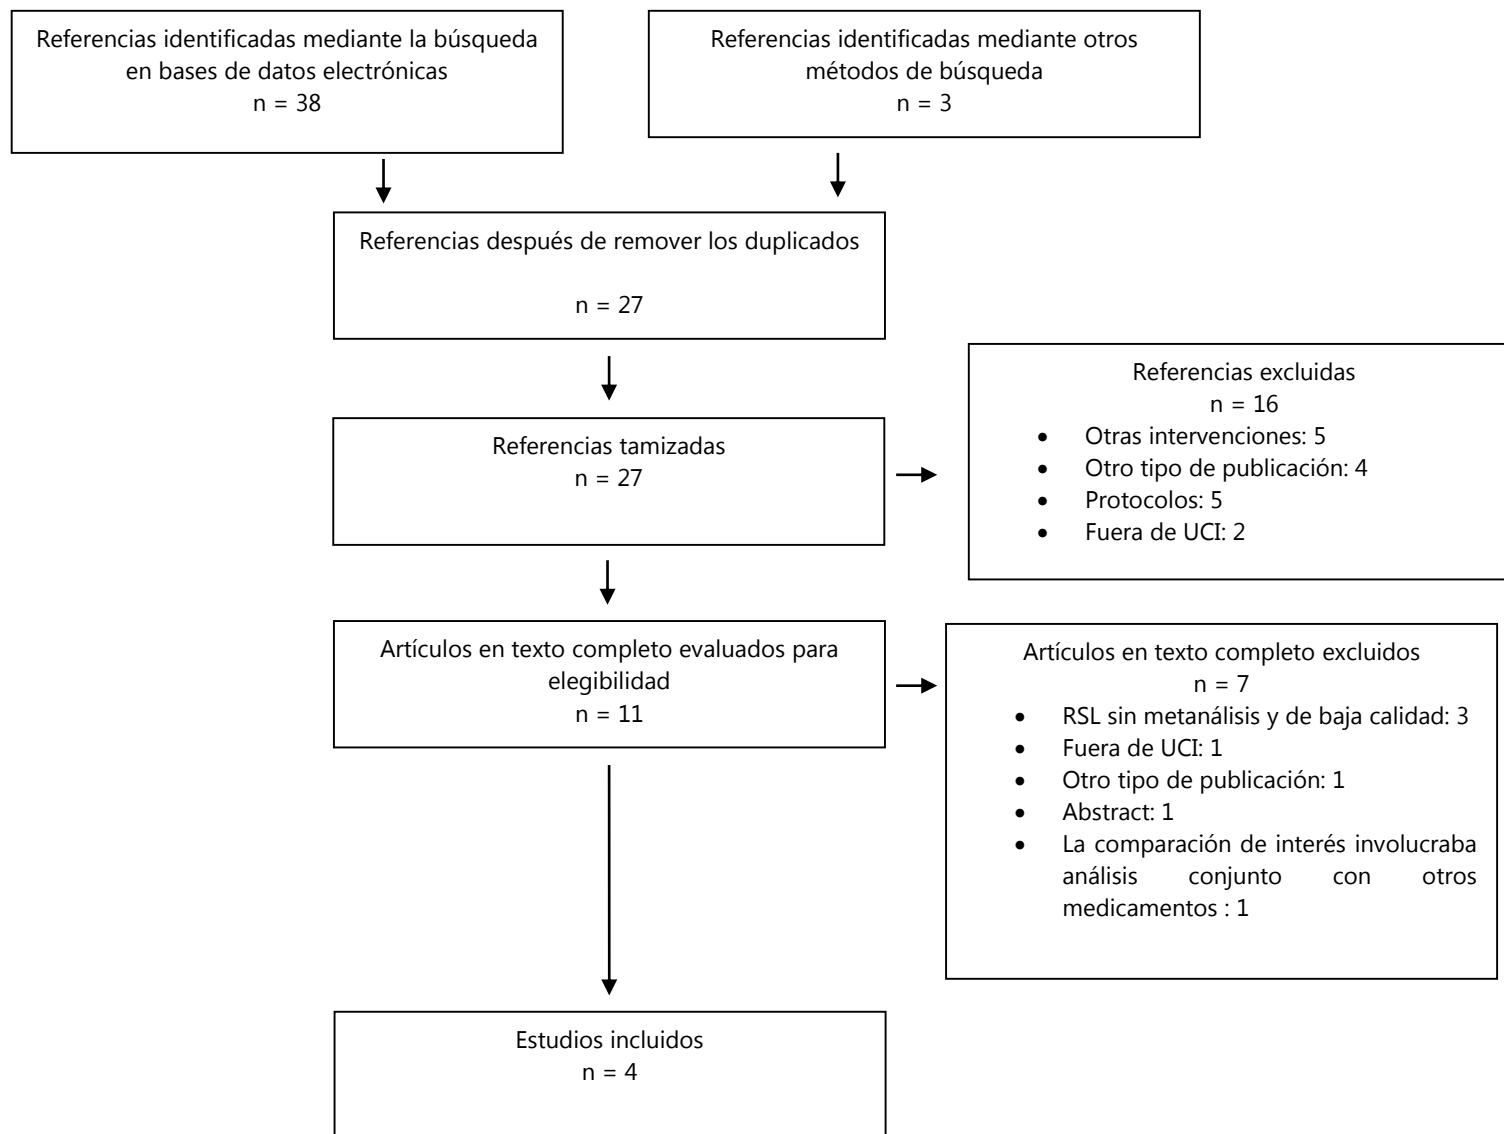 Referencias identificadas mediante la búsqueda
en bases de datos electrónicas
n = 38
Referencias identificadas mediante otros
métodos de búsqueda
n = 3
Referencias después de remover los duplicados
n = 27
Referencias tamizadas
n = 27
Referencias excluidas
n = 16
• Otras intervenciones: 5
• Otro tipo de publicación: 4
• Protocolos: 5
• Fuera de UCI: 2
Artículos en texto completo evaluados para
elegibilidad
n = 11
Artículos en texto completo excluidos
n = 7
• RSL sin metanálisis y de baja calidad: 3
• Fuera de UCI: 1
• Otro tipo de publicación: 1
• Abstract: 1
• La comparación de interés involucraba
análisis conjunto con otros
medicamentos : 1
Estudios incluidos
n = 4